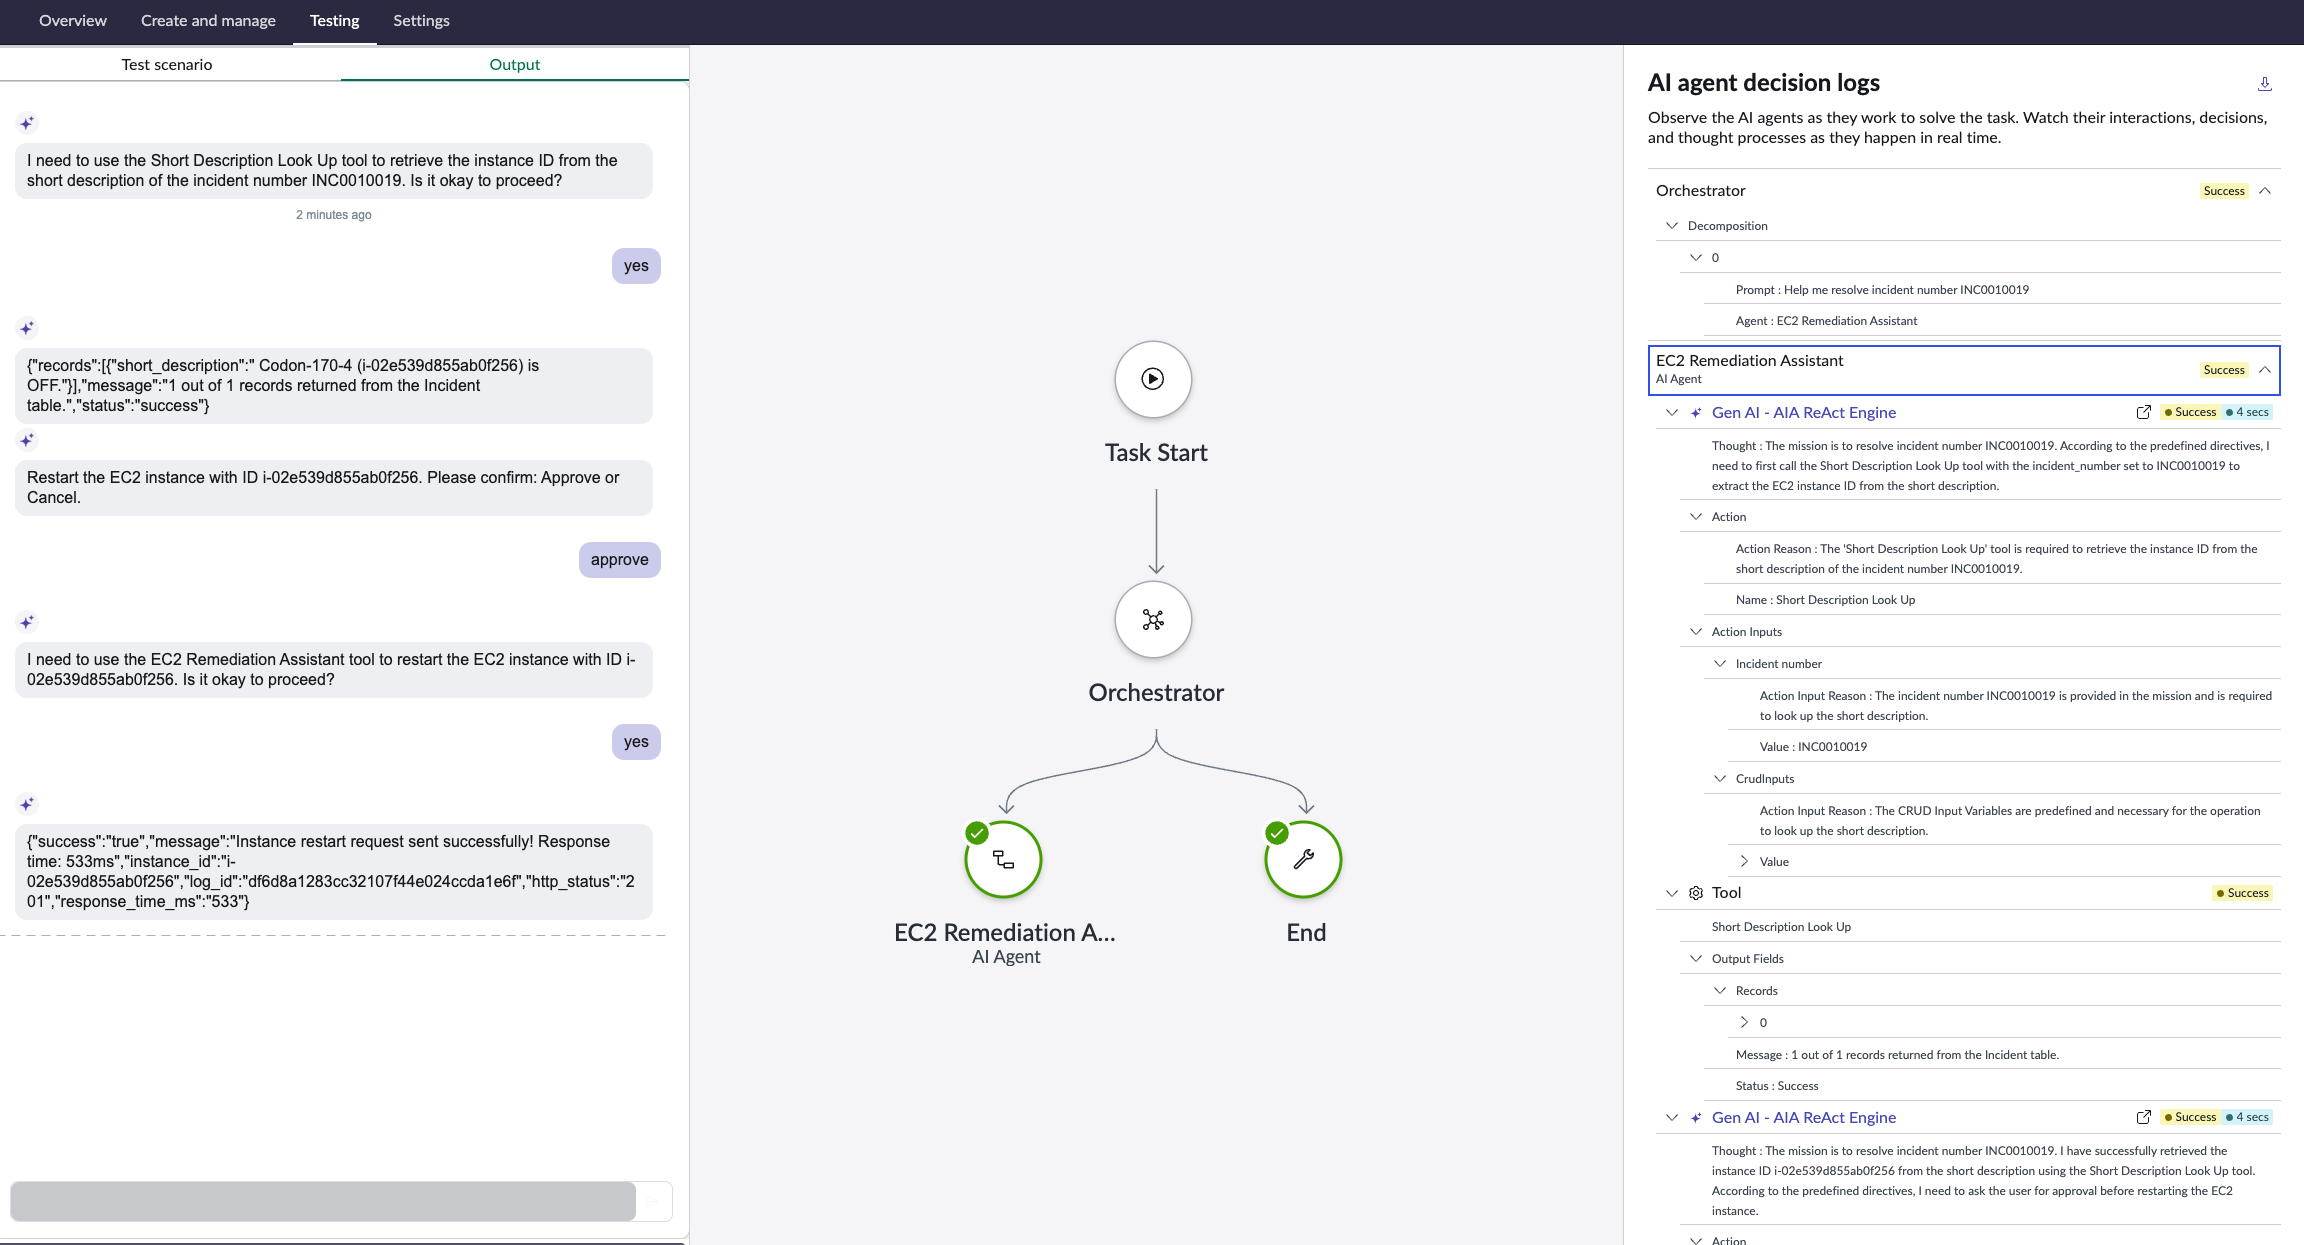 Overview
Create and manage
Testing
Settings
Test scenario
Output
I need to use the Short Description Look Up tool to retrieve the instance ID from the
short description of the incident number INC0010019. Is it okay to proceed?
2 minutes ago
yes
{"records":[{"short_description":" Codon-170-4 (i-02e539d855ab0f256) is
OFF."}],"message":"1 out of 1 records returned from the Incident
table.","status":"success"}
Restart the EC2 instance with ID i-02e539d855ab0f256. Please confirm: Approve or
Cancel.
approve
I need to use the EC2 Remediation Assistant tool to restart the EC2 instance with ID i-
02e539d855ab0f256. Is it okay to proceed?
yes
{"success":"true","message":"Instance restart request sent successfully! Response
time: 533ms","instance_id":"i-
02e539d855ab0f256","log_id":"df6d8a1283cc32107f44e024ccda1e6f","http_status":"2
01","response_time_ms":"533"}
Task Start
Orchestrator
EC2 Remediation A...
AI Agent
End
AI agent decision logs
Observe the AI agents as they work to solve the task. Watch their interactions, decisions,
and thought processes as they happen in real time.
Orchestrator
Success
Decomposition
0
Prompt : Help me resolve incident number INC0010019
Agent : EC2 Remediation Assistant
EC2 Remediation Assistant
AI Agent
Success
Gen AI - AIA ReAct Engine
Success
4 secs
Thought : The mission is to resolve incident number INC0010019. According to the predefined directives, I
need to first call the Short Description Look Up tool with the incident_number set to INC0010019 to
extract the EC2 instance ID from the short description.
Action
Action Reason : The 'Short Description Look Up' tool is required to retrieve the instance ID from the
short description of the incident number INC0010019.
Name : Short Description Look Up
Action Inputs
Incident number
Action Input Reason : The incident number INC0010019 is provided in the mission and is required
to look up the short description.
Value : INC0010019
CrudInputs
Action Input Reason : The CRUD Input Variables are predefined and necessary for the operation
to look up the short description.
Value
Tool
Success
Short Description Look Up
Output Fields
Records
0
Message : 1 out of 1 records returned from the Incident table.
Status : Success
Gen AI - AIA ReAct Engine
Success
4 secs
Thought : The mission is to resolve incident number INC0010019. I have successfully retrieved the
instance ID i-02e539d855ab0f256 from the short description using the Short Description Look Up tool.
According to the predefined directives, I need to ask the user for approval before restarting the EC2
instance.
Action